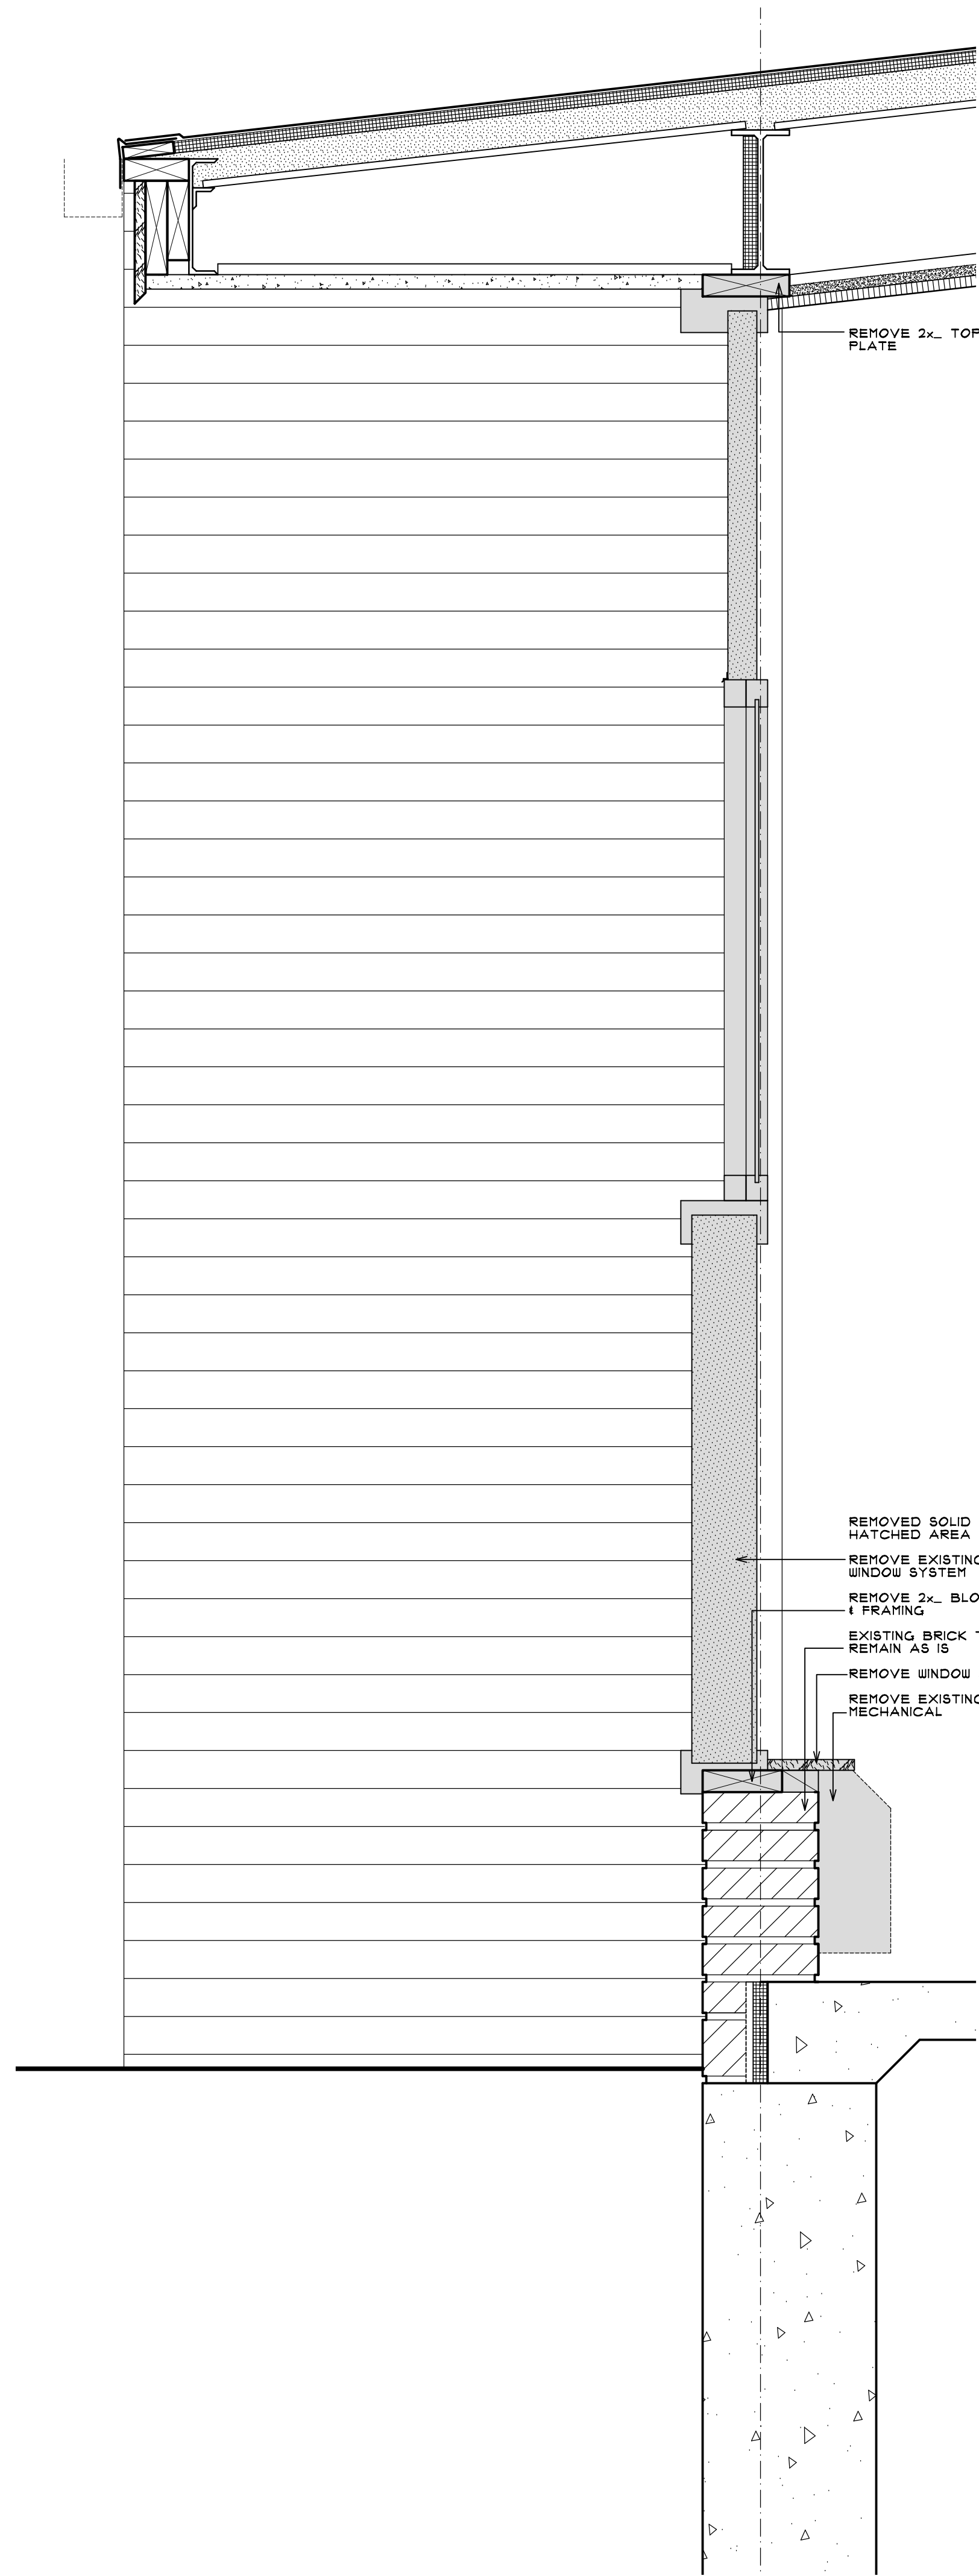 REMOVE 2x_ TOP
PLATE
REMOVED SOLID
HATCHED AREA
REMOVE EXISTING
WINDOW SYSTEM
REMOVE 2x_ BLO
& FRAMING
EXISTING BRICK T
REMAIN AS IS
REMOVE WINDOW
REMOVE EXISTING
MECHANICAL